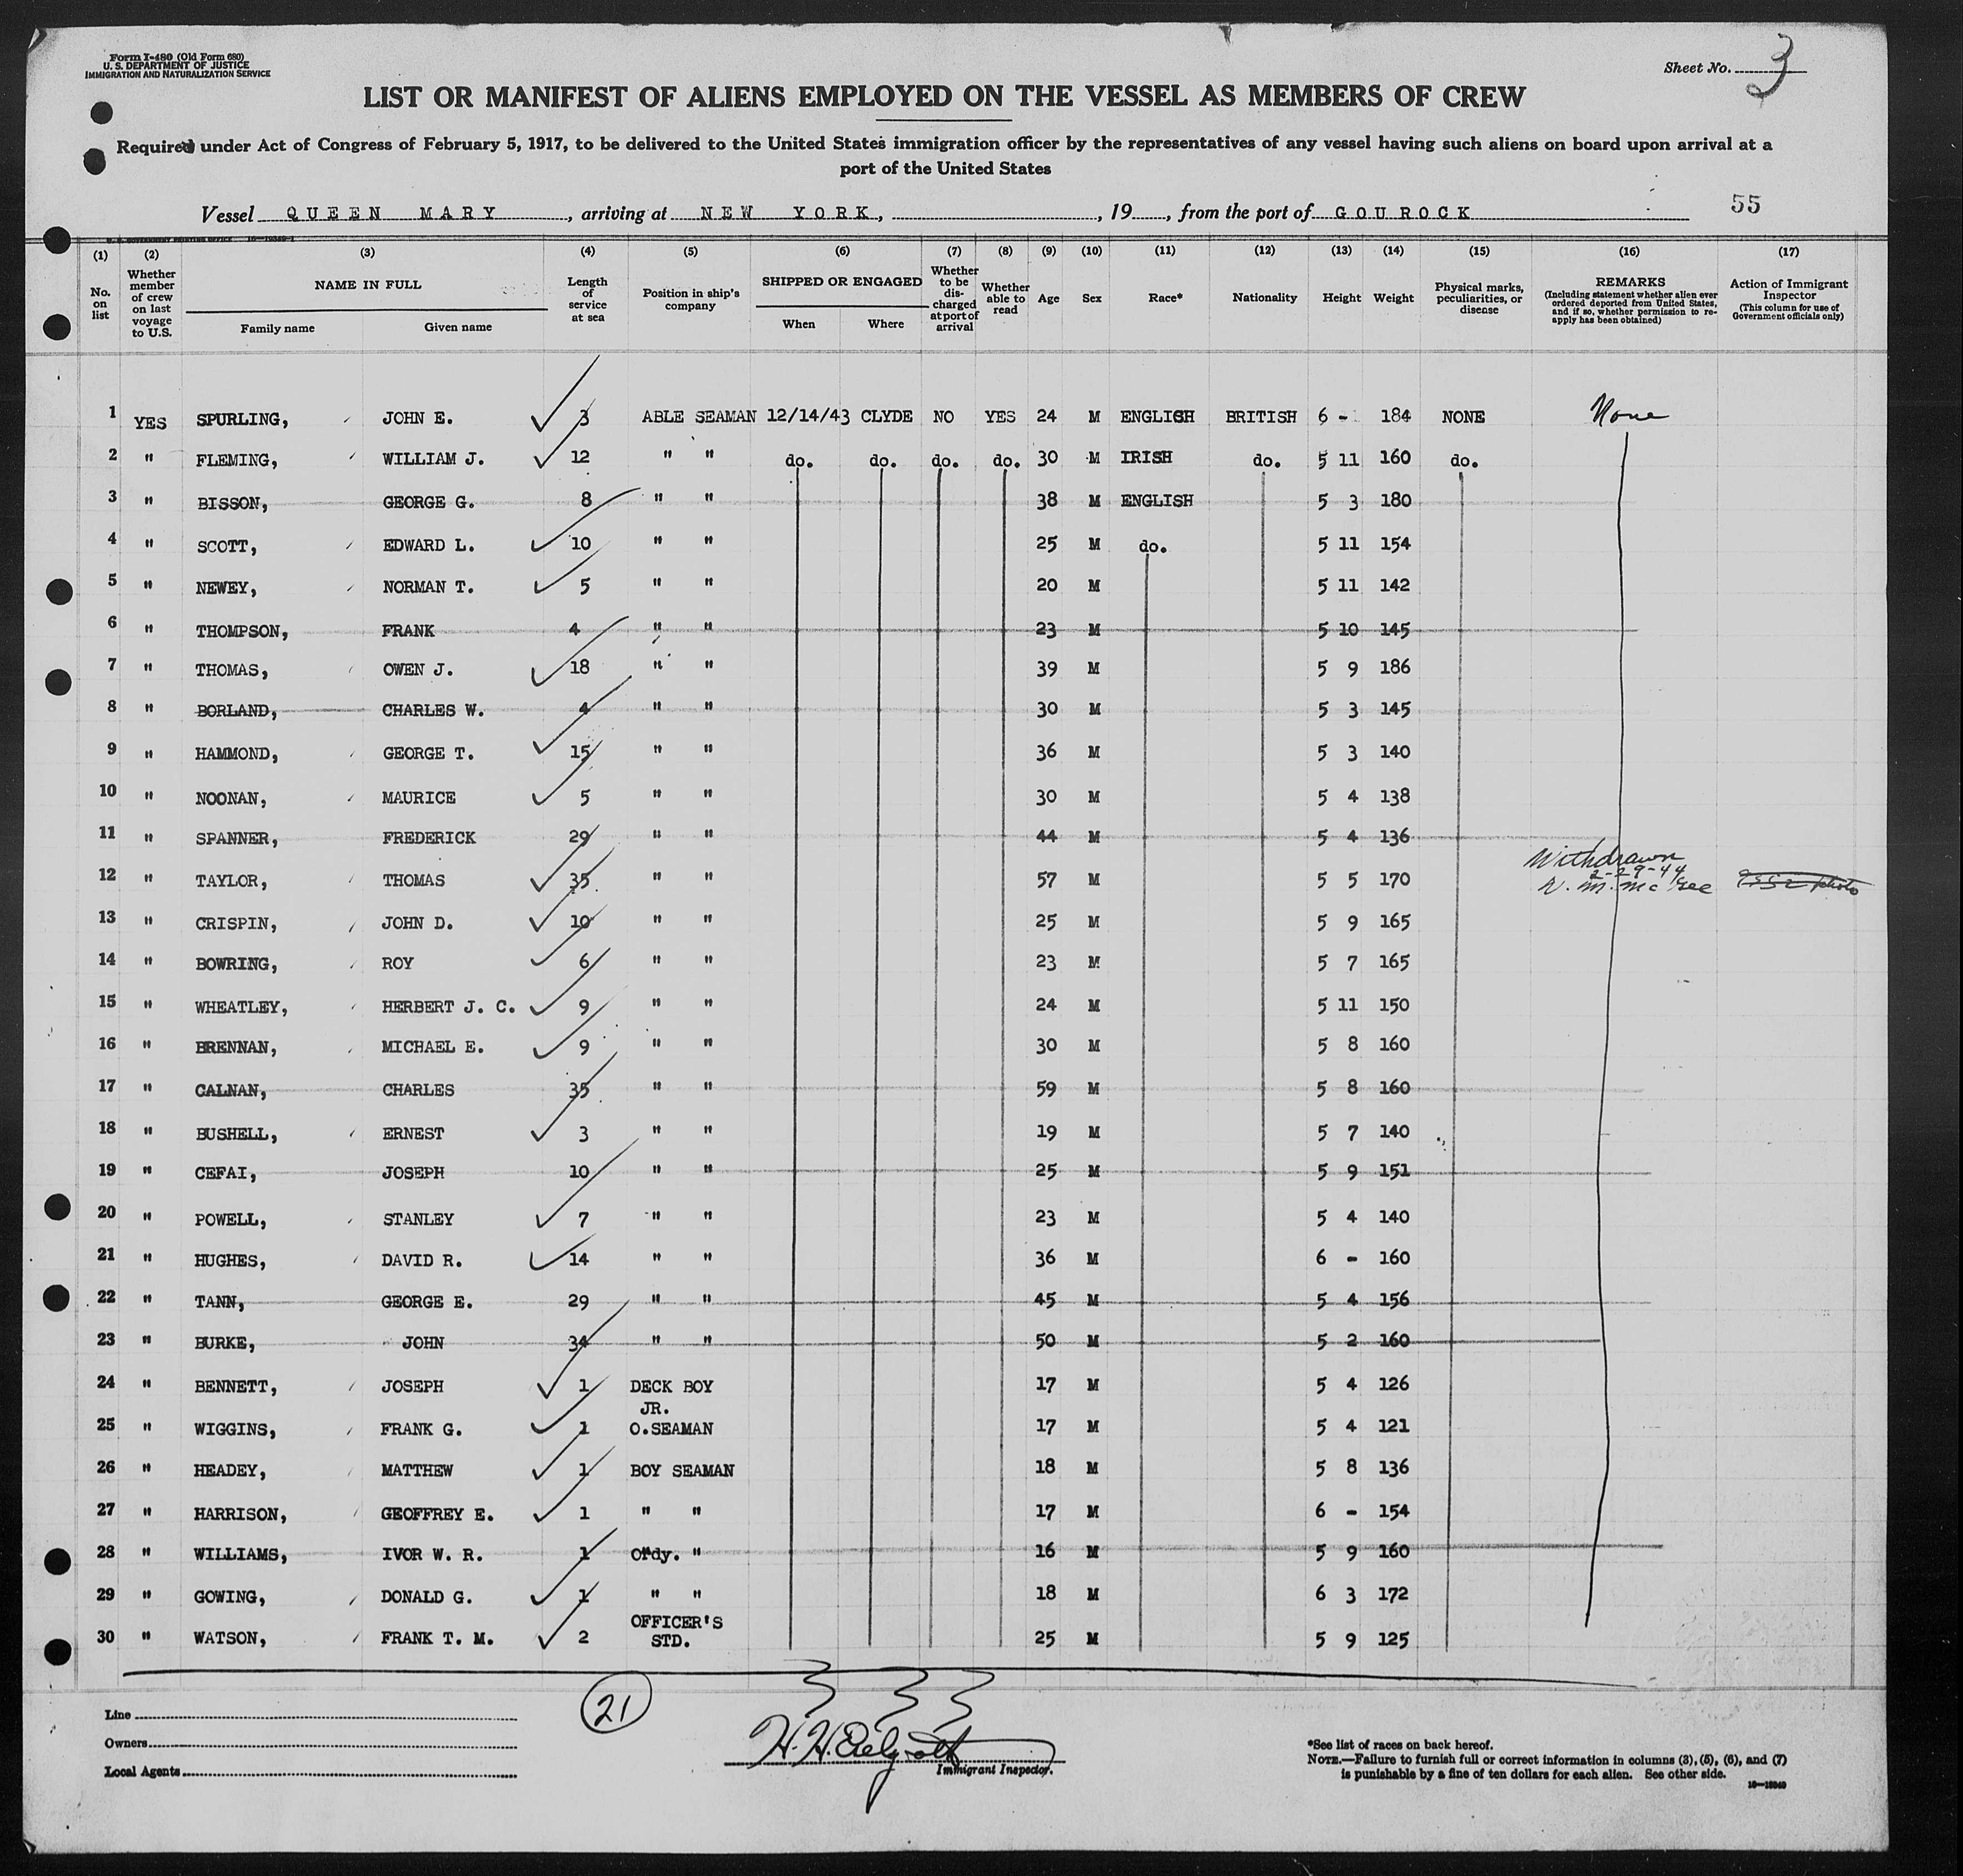 Form I-480 (Old Form 680)
U. S. DEPARTMENT OF JUSTICE
IMMIGRATION AND NATURALIZATION SERVICE
Sheet No. 3
LIST OR MANIFEST OF ALIENS EMPLOYED ON THE VESSEL AS MEMBERS OF CREW
Required under Act of Congress of February 5, 1917, to be delivered to the United States immigration officer by the representatives of any vessel having such aliens on board upon arrival at a
port of the United States
Vessel QUEEN MARY, arriving at NEW YORK, , 19 , from the port of GOUROCK 55
(1) (2) (3) (4) (5) (6) (7) (8) (9) (10) (11) (12) (13) (14) (15) (16) (17)
No. on list
Whether member of crew on last voyage to U.S.
NAME IN FULL
Family name Given name
Length of service at sea
Position in ship's company
SHIPPED OR ENGAGED
When Where
Whether to be discharged at port of arrival
Whether able to read
Age Sex Race* Nationality Height Weight
Physical marks, peculiarities, or disease
REMARKS
(Including statement whether alien ever ordered deported from United States, and if so, whether permission to reapply has been obtained)
Action of Immigrant Inspector
(This column for use of Government officials only)
1 YES SPURLING, JOHN E. 3 ABLE SEAMAN 12/14/43 CLYDE NO YES 24 M ENGLISH BRITISH 6 - 184 NONE None
2 " FLEMING, WILLIAM J. 12 " " do. do. do. do. 30 M IRISH do. 5 11 160 do.
3 " BISSON, GEORGE G. 8 " " 38 M ENGLISH 5 3 180
4 " SCOTT, EDWARD L. 10 " " 25 M do. 5 11 154
5 " NEWEY, NORMAN T. 5 " " 20 M 5 11 142
6 " THOMPSON, FRANK 4 " " 23 M 5 10 145
7 " THOMAS, OWEN J. 18 " " 39 M 5 9 186
8 " BORLAND, CHARLES W. 4 " " 30 M 5 3 145
9 " HAMMOND, GEORGE T. 15 " " 36 M 5 3 140
10 " NOONAN, MAURICE 5 " " 30 M 5 4 138
11 " SPANNER, FREDERICK 29 " " 44 M 5 4 136
12 " TAYLOR, THOMAS 35 " " 57 M 5 5 170 Withdrawn 2-29-44
13 " CRISPIN, JOHN D. 10 " " 25 M 5 9 165
14 " BOWRING, ROY 6 " " 23 M 5 7 165
15 " WHEATLEY, HERBERT J. C. 9 " " 24 M 5 11 150
16 " BRENNAN, MICHAEL E. 9 " " 30 M 5 8 160
17 " CALNAN, CHARLES 35 " " 59 M 5 8 160
18 " BUSHELL, ERNEST 3 " " 19 M 5 7 140
19 " CEFAI, JOSEPH 10 " " 25 M 5 9 151
20 " POWELL, STANLEY 7 " " 23 M 5 4 140
21 " HUGHES, DAVID R. 14 " " 36 M 6 - 160
22 " TANN, GEORGE E. 29 " " 45 M 5 4 156
23 " BURKE, JOHN 34 " " 50 M 5 2 160
24 " BENNETT, JOSEPH 1 DECK BOY 17 M 5 4 126
25 " WIGGINS, FRANK G. 1 JR. O.SEAMAN 17 M 5 4 121
26 " HEADEY, MATTHEW 1 BOY SEAMAN 18 M 5 8 136
27 " HARRISON, GEOFFREY E. 1 " " 17 M 6 - 154
28 " WILLIAMS, IVOR W. R. 1 Ordy. " 16 M 5 9 160
29 " GOWING, DONALD G. 1 " " 18 M 6 3 172
30 " WATSON, FRANK T. M. 2 OFFICER'S STD. 25 M 5 9 125
21
Line
Owners
Local Agents
Immigrant Inspector.
*See list of races on back hereof.
NOTE.—Failure to furnish full or correct information in columns (3), (5), (6), and (7)
is punishable by a fine of ten dollars for each alien. See other side.